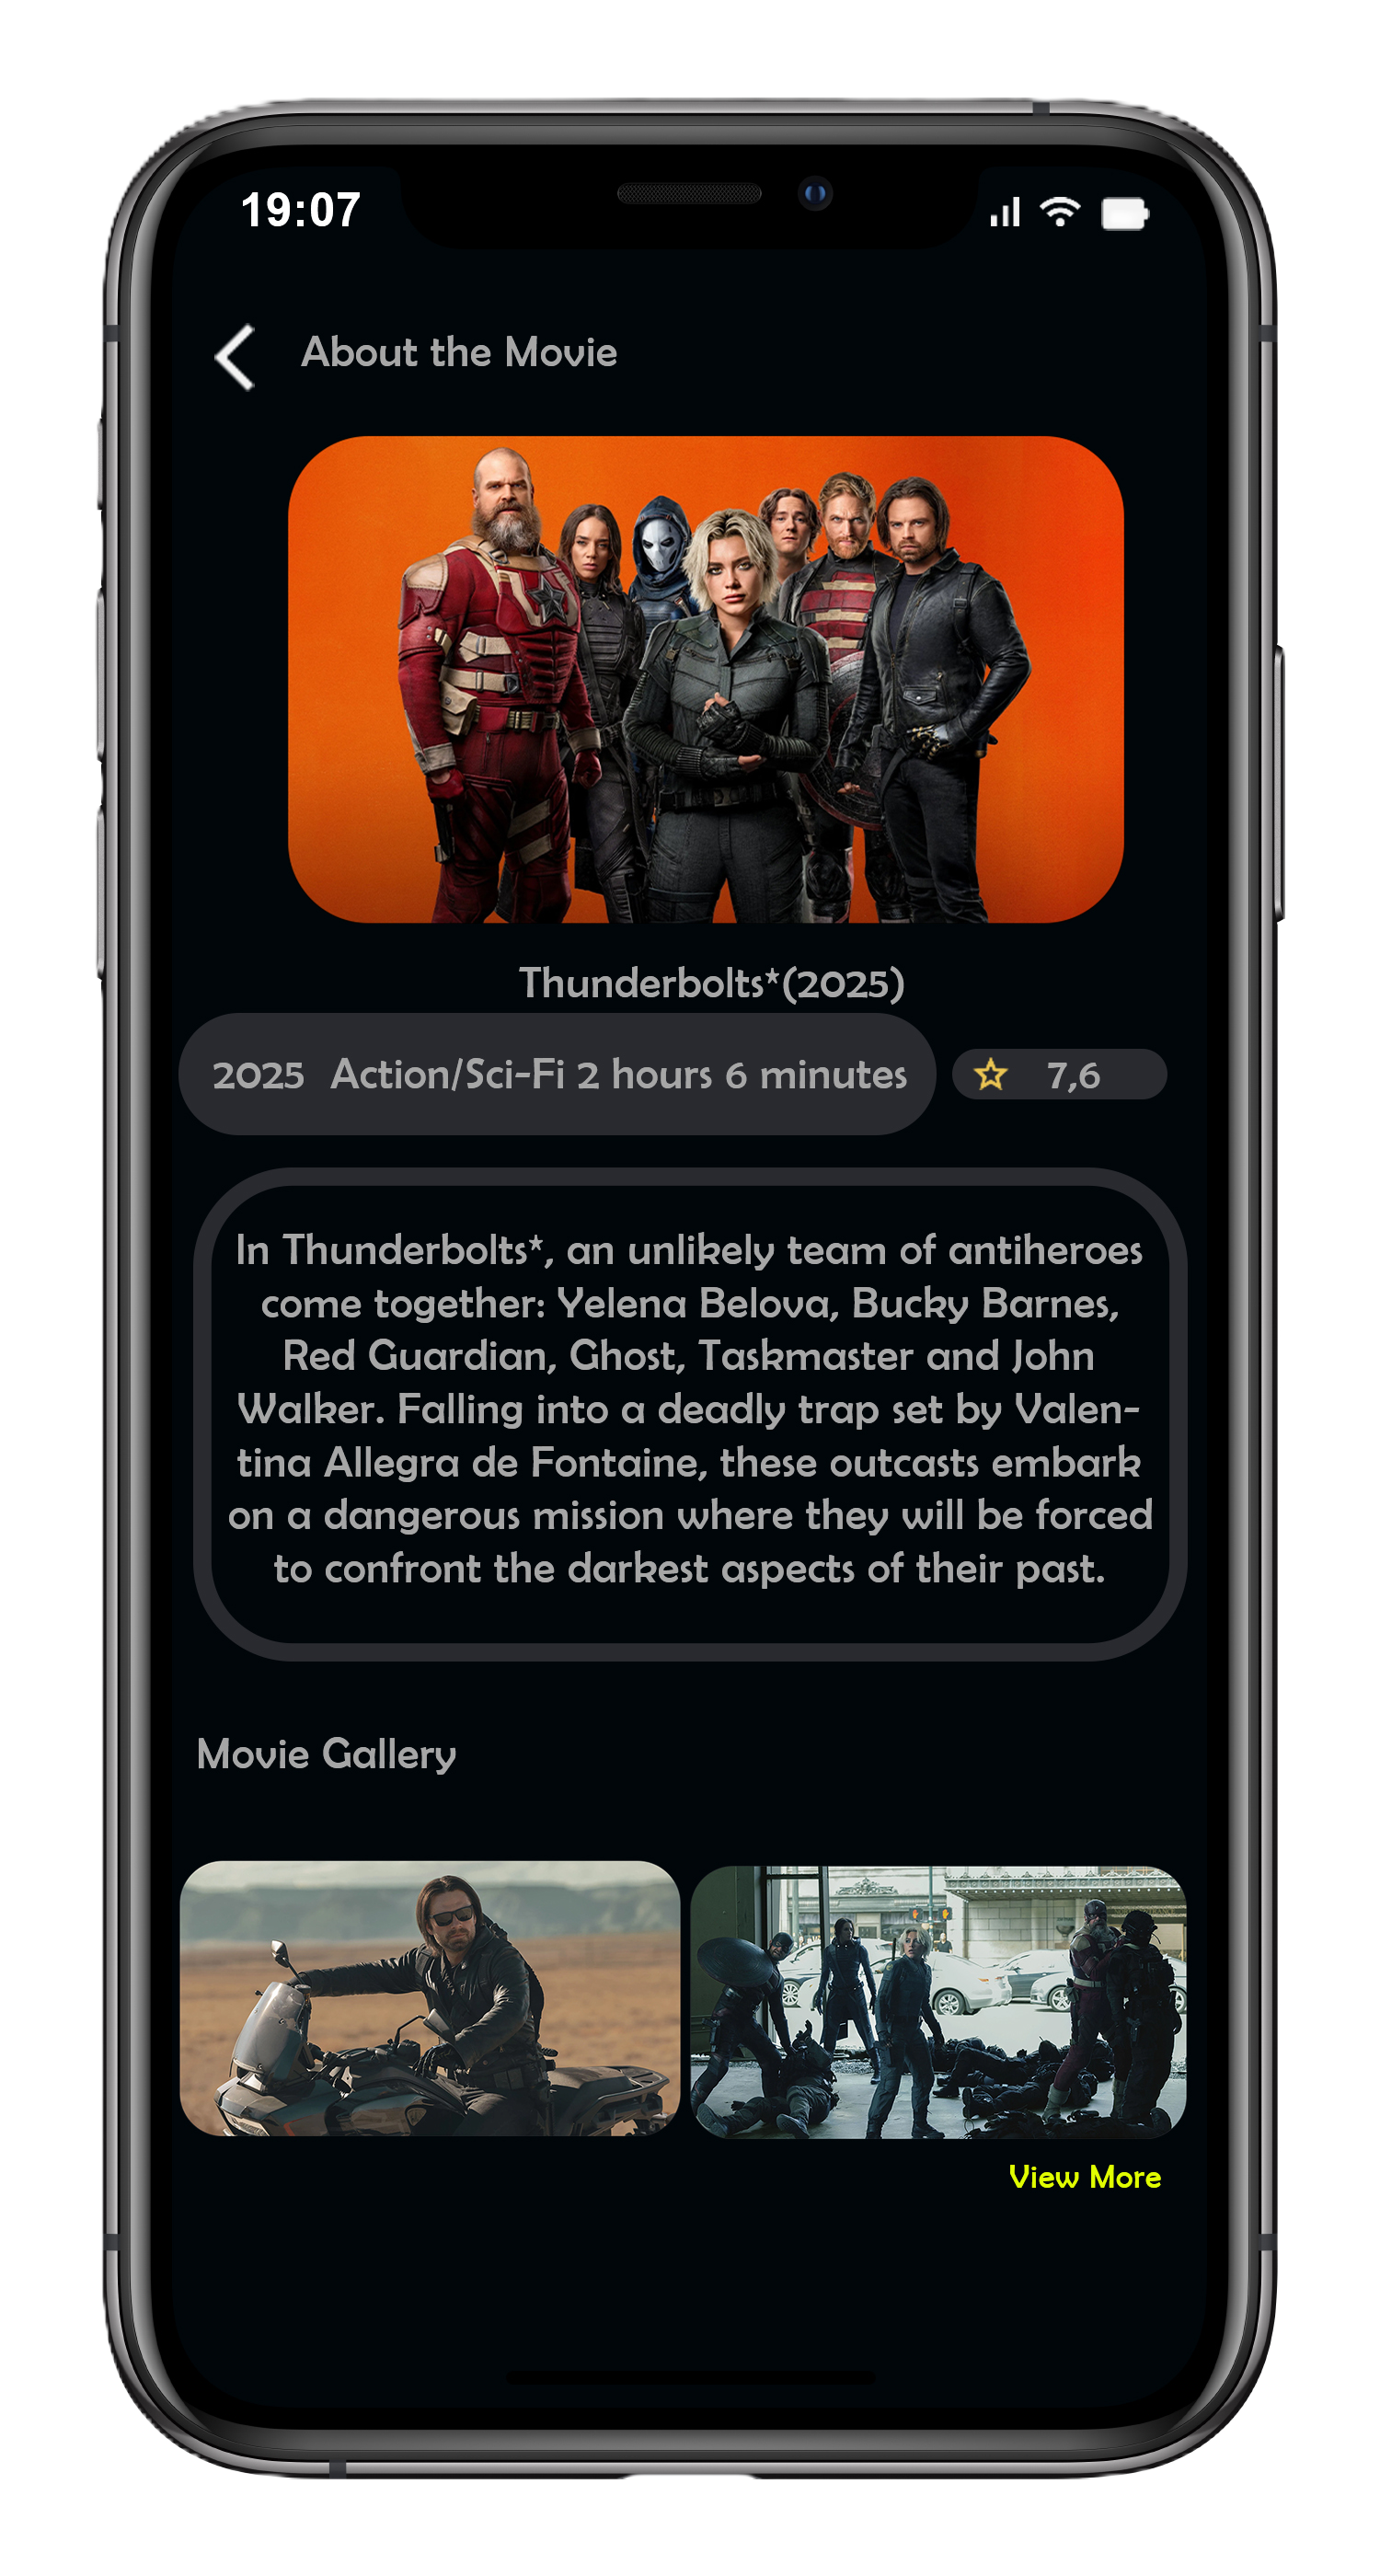 19:07
About the Movie
Thunderbolts*(2025)
2025 Action/Sci-Fi 2 hours 6 minutes
7,6
In Thunderbolts*, an unlikely team of antiheroes
come together: Yelena Belova, Bucky Barnes,
Red Guardian, Ghost, Taskmaster and John
Walker. Falling into a deadly trap set by Valen-
tina Allegra de Fontaine, these outcasts embark
on a dangerous mission where they will be forced
to confront the darkest aspects of their past.
Movie Gallery
View More